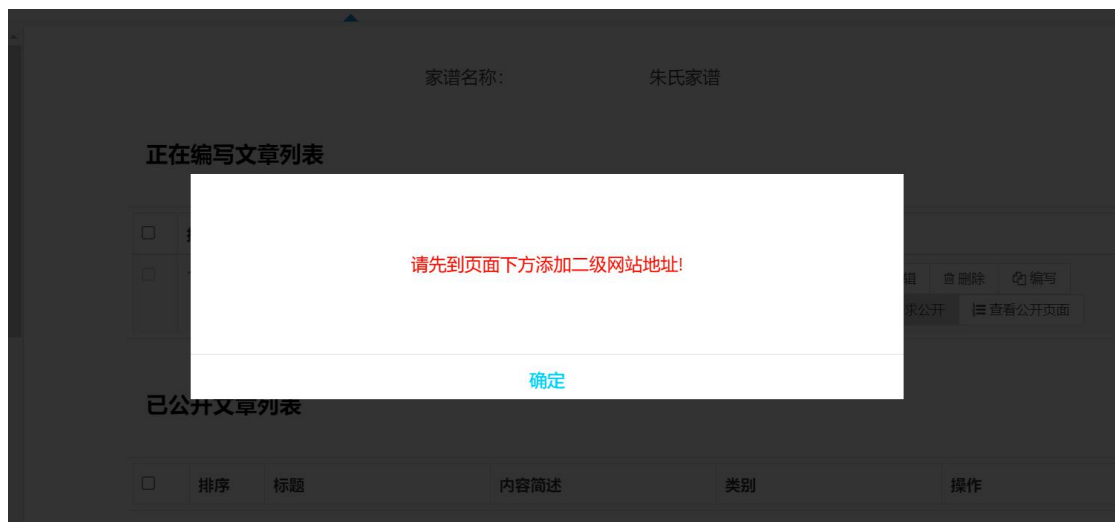 家谱名称: 朱氏家谱
正在编写文章列表
请先到页面下方添加二级网站地址!
删除 编写
求公开 查看公开页面
确定
已公开文章列表
排序 标题 内容简述 类别 操作